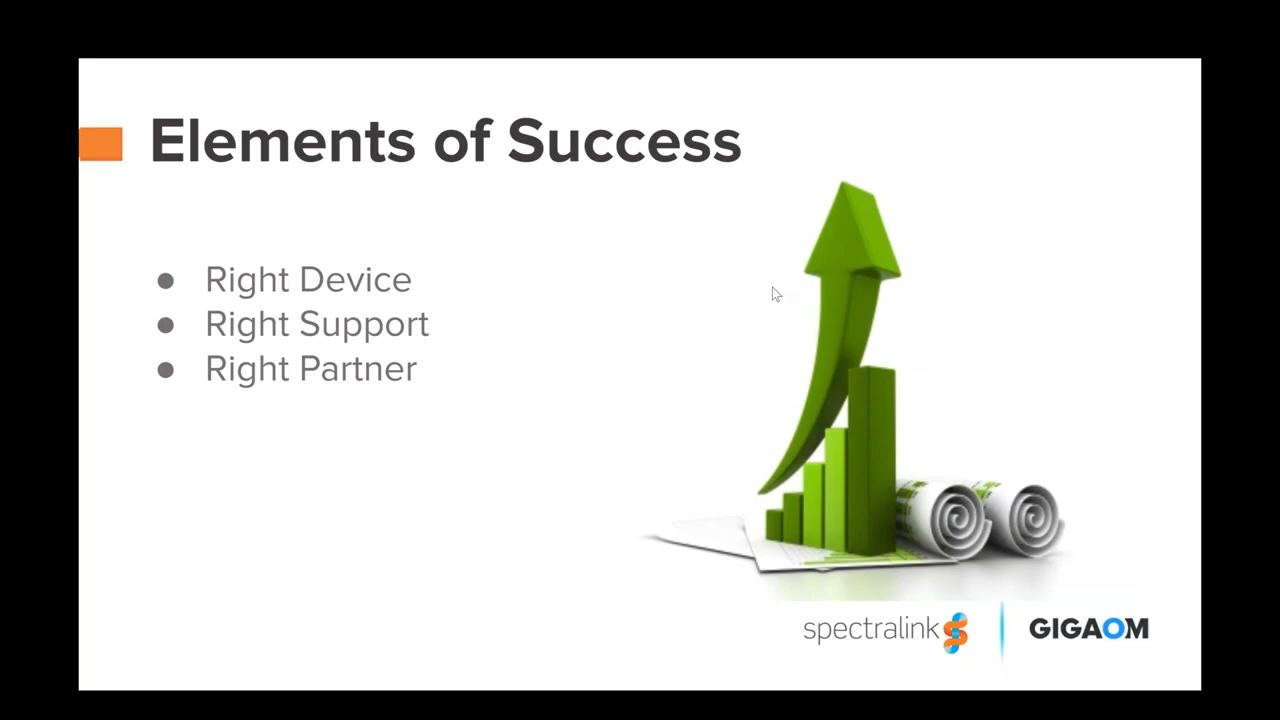 Elements of Success
● Right Device
● Right Support
● Right Partner
spectralink
GIGAOM